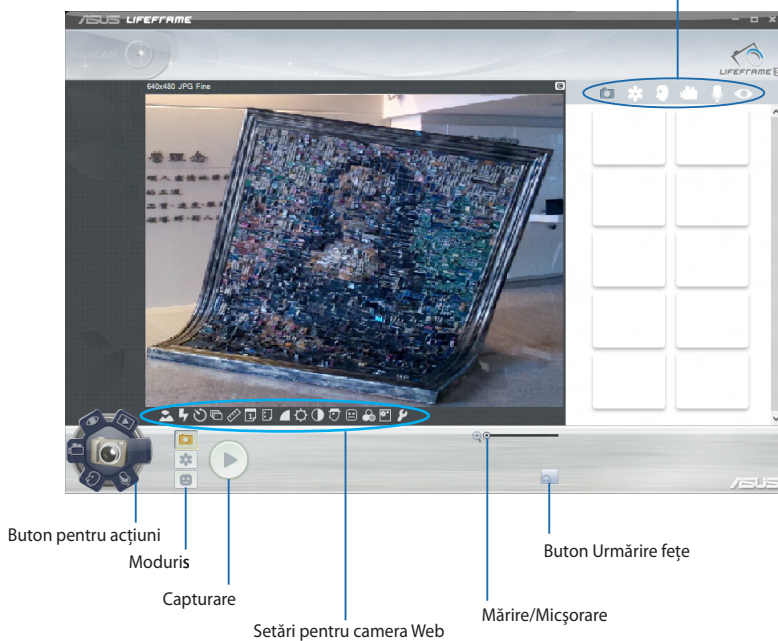 ASUS LIFEFRAME
WEBCAM
LIFEFRAME
640x480 JPG Fine
ASUS
Buton pentru acțiuni
Moduris
Buton Urmărire fețe
Capturare
Mărire/Micșorare
Setări pentru camera Web